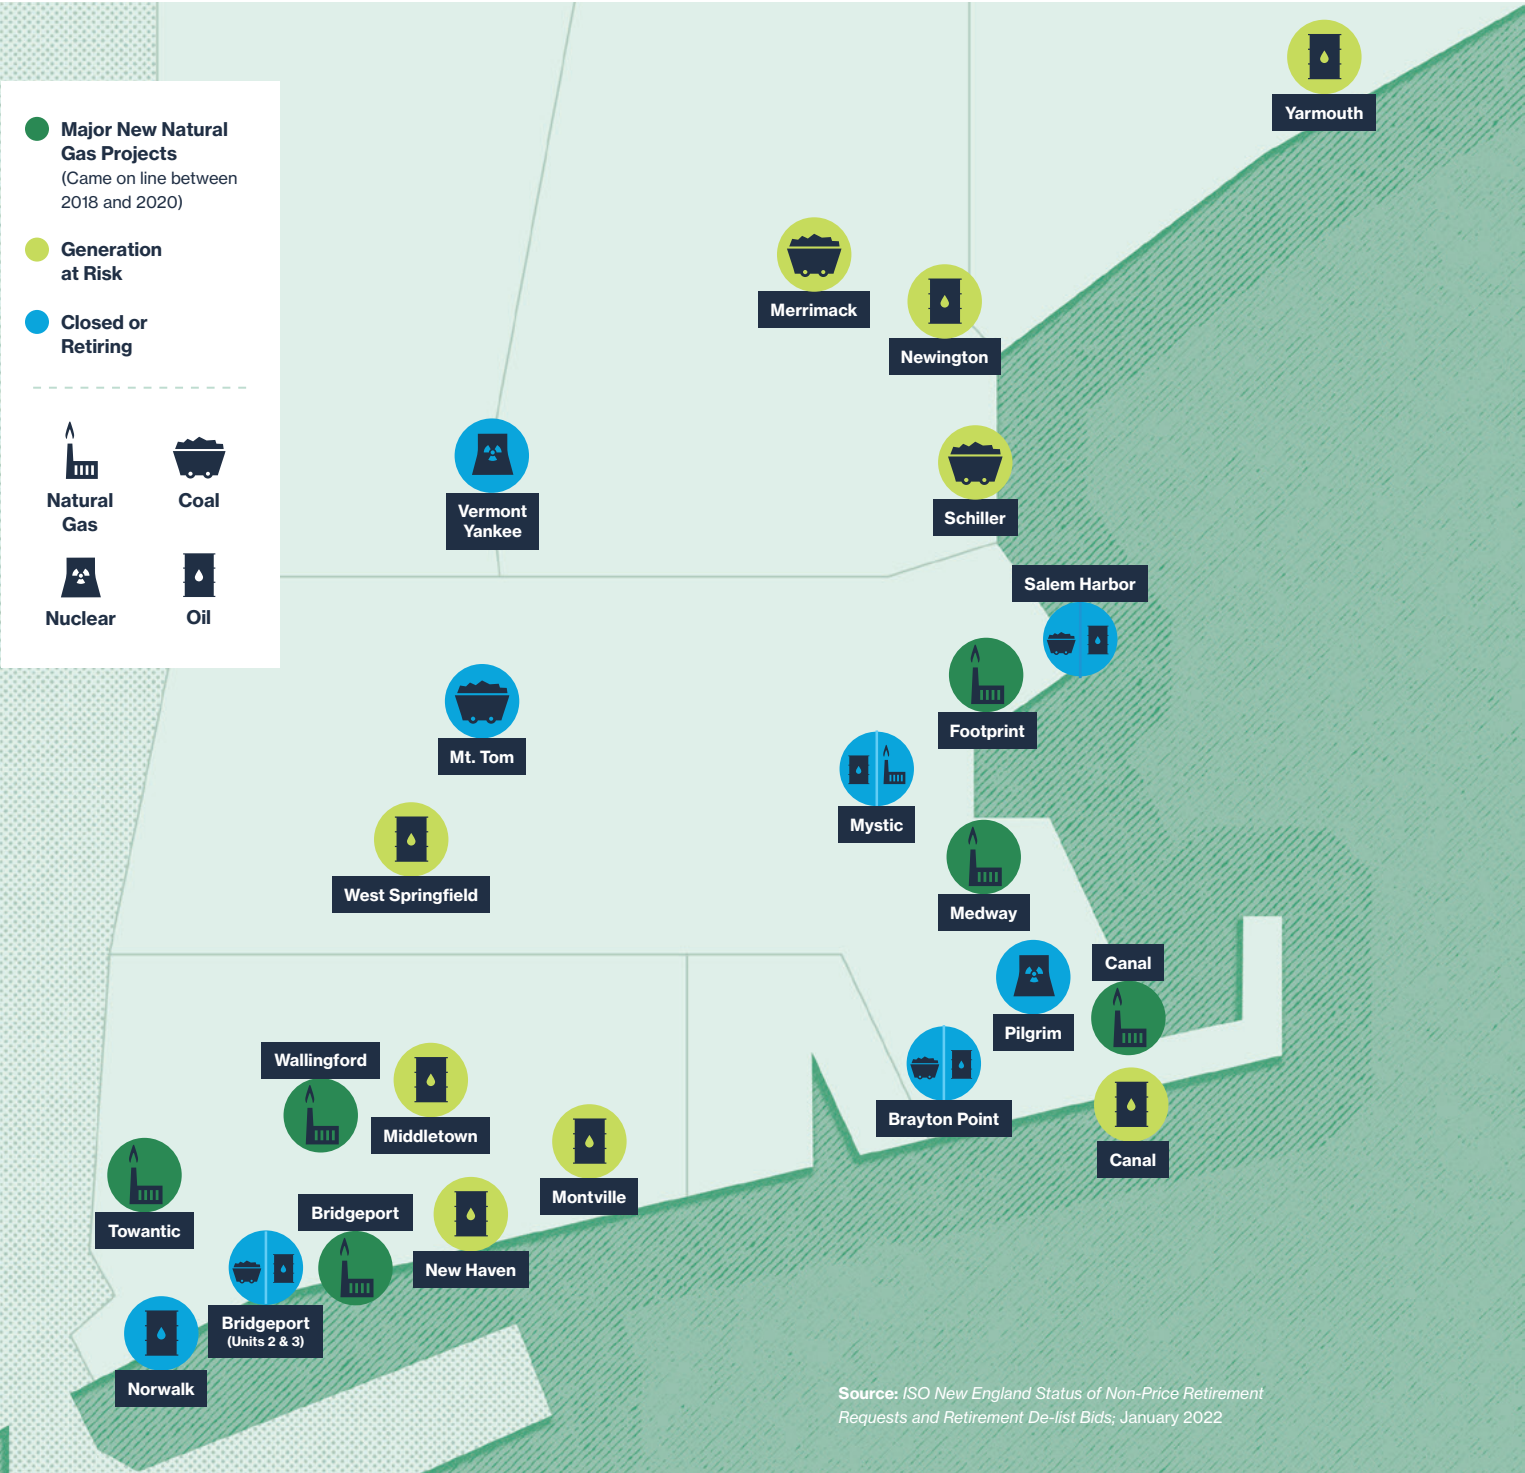 Major New Natural
Gas Projects
(Came on line between
2018 and 2020)
Generation
at Risk
Closed or
Retiring
Natural
Gas
Coal
Nuclear
Oil
Yarmouth
Merrimack
Newington
Vermont
Yankee
Schiller
Salem Harbor
Footprint
Mt. Tom
Mystic
West Springfield
Medway
Canal
Pilgrim
Wallingford
Brayton Point
Middletown
Canal
Montville
Bridgeport
Towantic
New Haven
Bridgeport
(Units 2 & 3)
Norwalk
Source: ISO New England Status of Non-Price Retirement
Requests and Retirement De-list Bids; January 2022